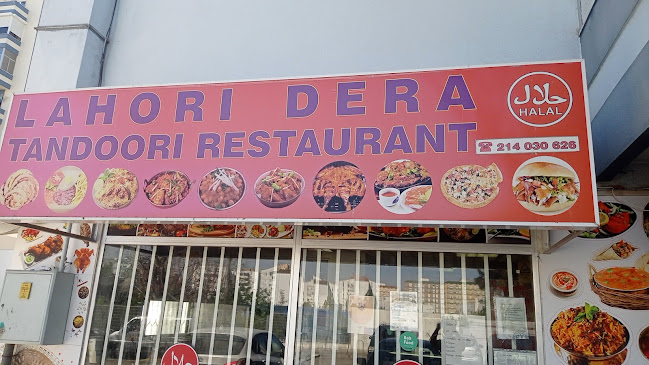 LAHORI DERA
TANDOORI RESTAURANT
حلال
HALAL
☎ 214 030 626